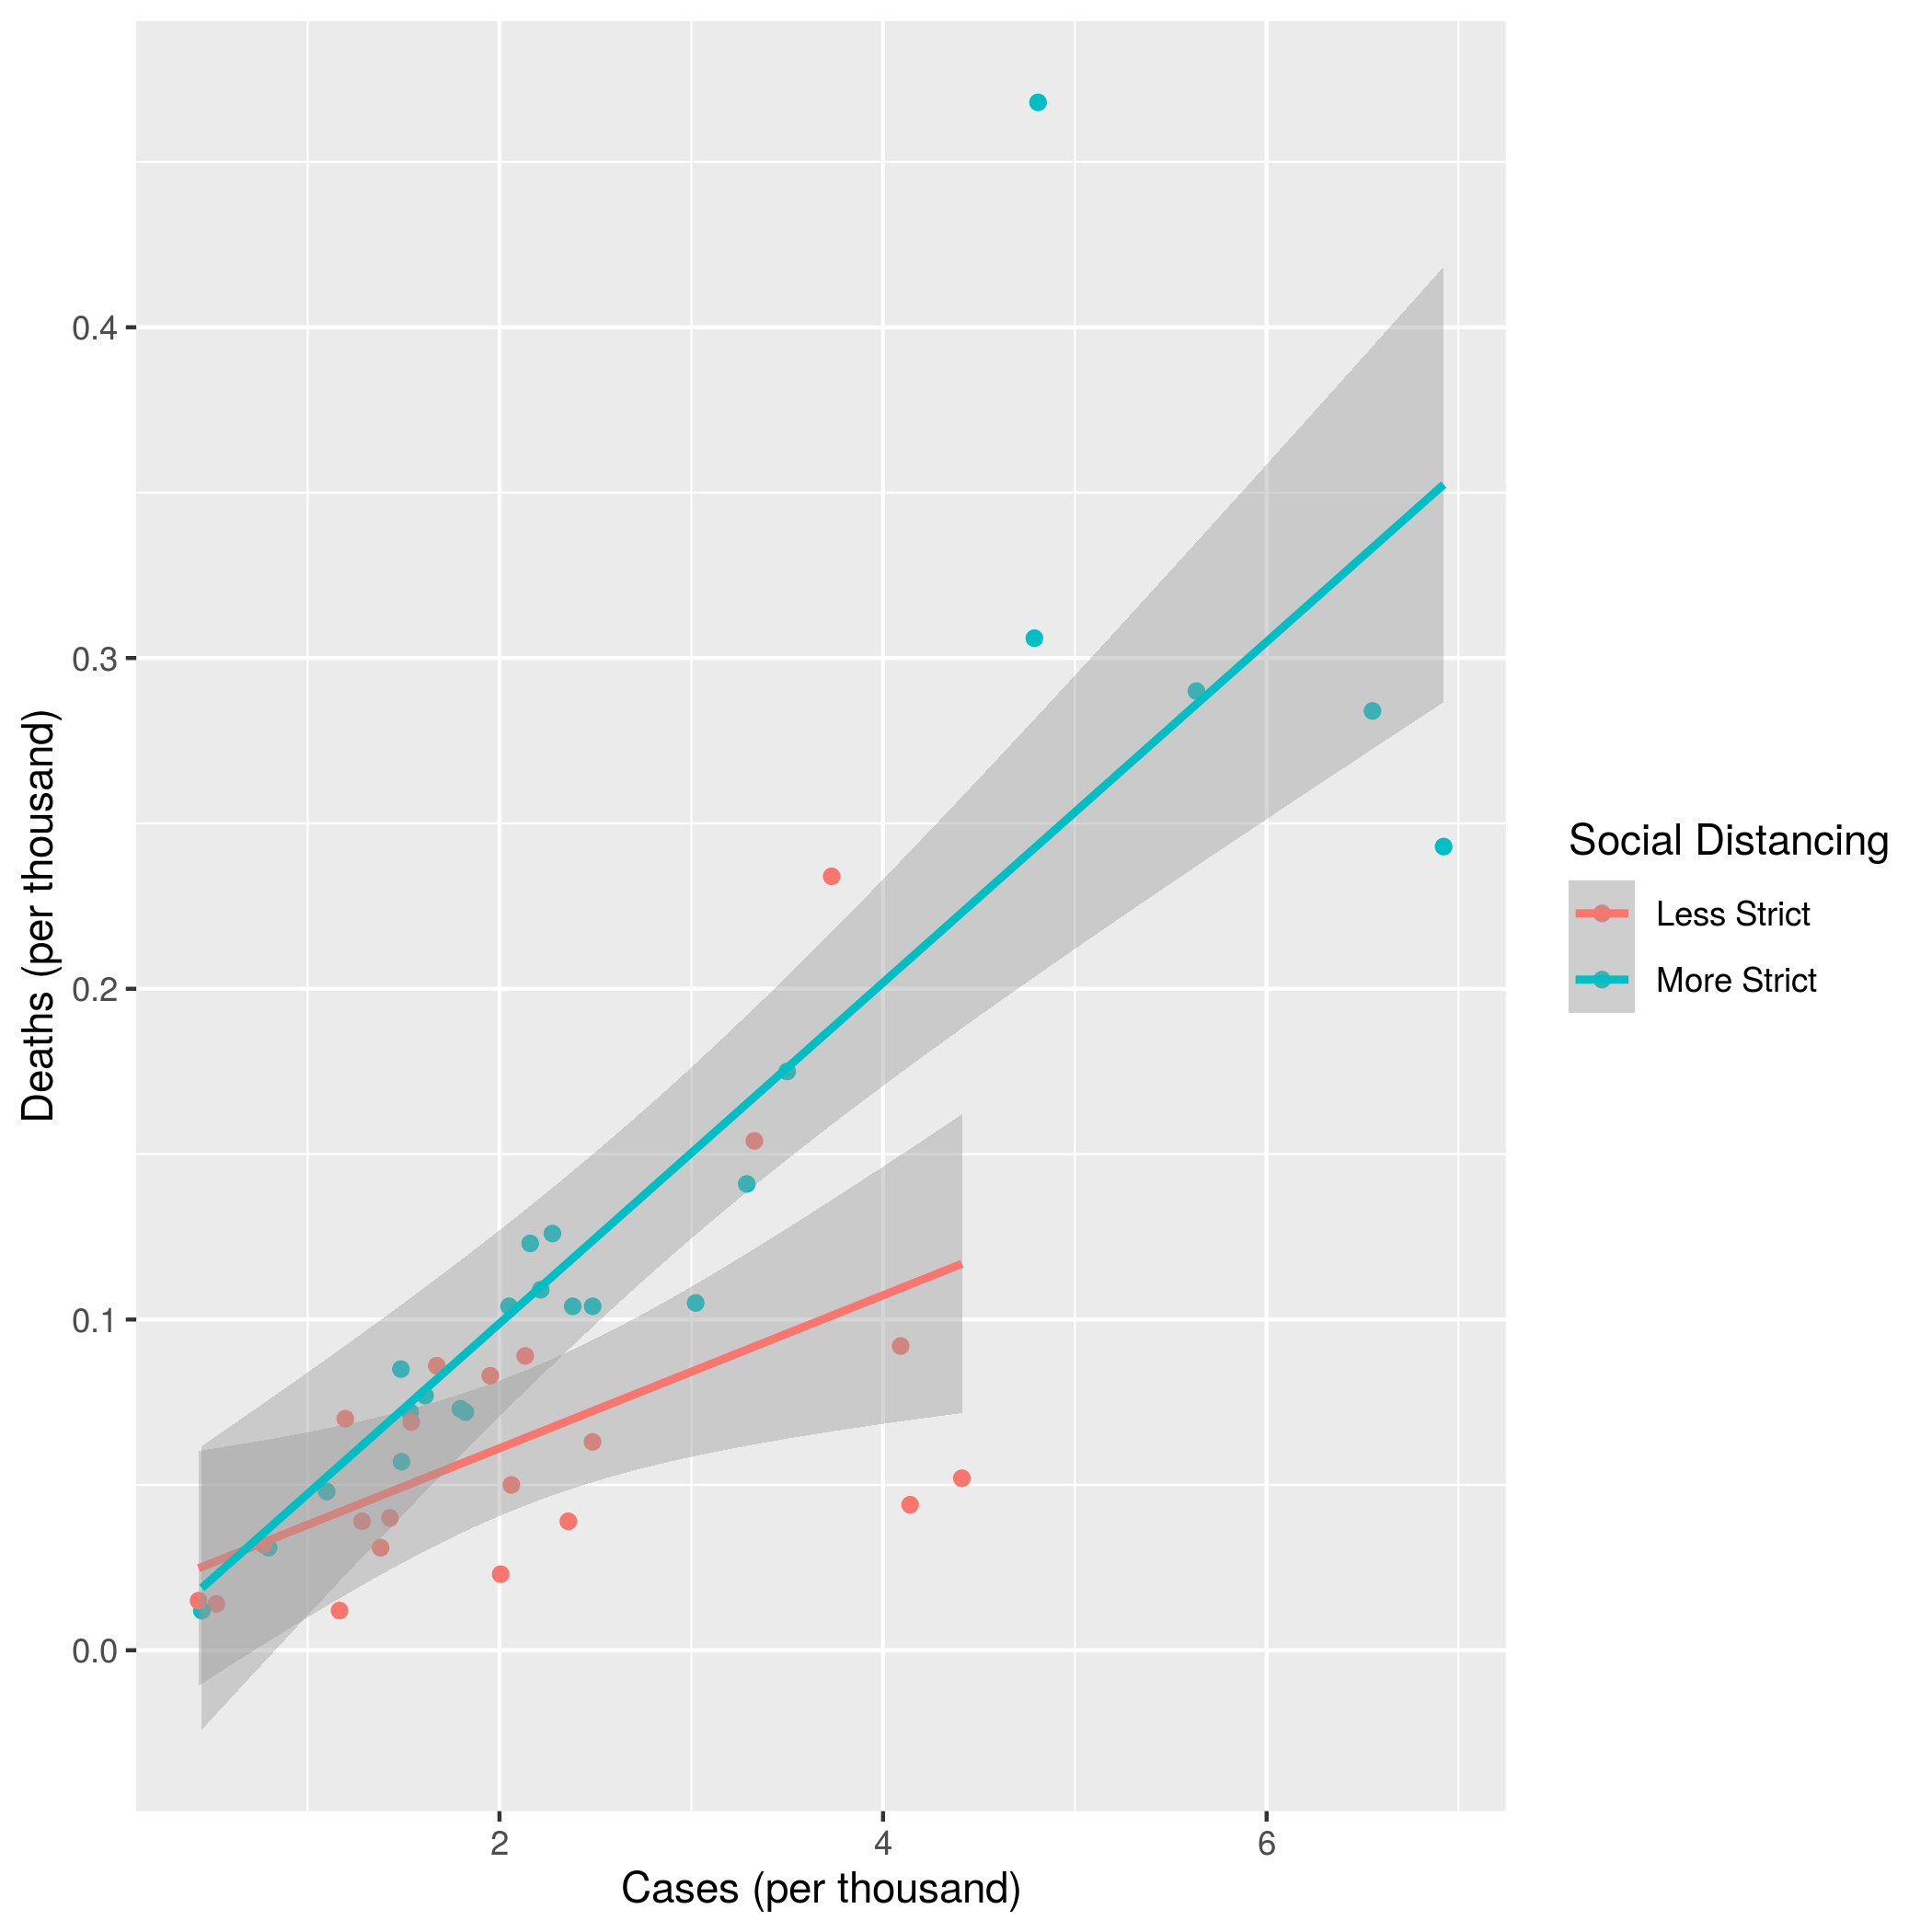 0.4
0.3
0.2
0.1
0.0
Deaths (per thousand)
2 4 6
Cases (per thousand)
Social Distancing
Less Strict
More Strict